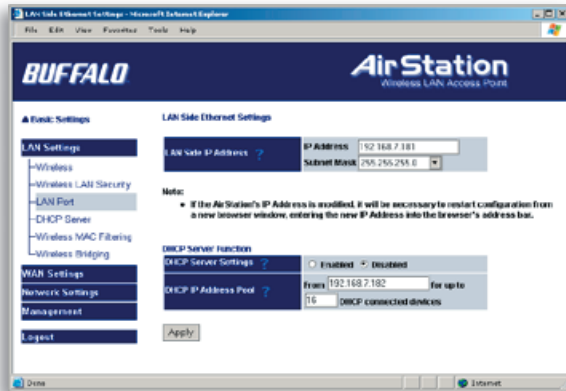 LAN Side Ethernet Settings - Microsoft Internet Explorer
File Edit View Favorites Tools Help
BUFFALO
AirStation
Wireless LAN Access Point
Basic Settings
LAN Settings
Wireless
Wireless LAN Security
LAN Port
DHCP Server
Wireless MAC Filtering
Wireless Bridging
WAN Settings
Network Settings
Management
Logout
LAN Side Ethernet Settings
LAN Side IP Address ?
IP Address 192.168.7.181
Subnet Mask 255.255.255.0
Note:
• If the AirStation's IP Address is modified, it will be necessary to restart configuration from
a new browser window, entering the new IP Address into the browser's address bar.
DHCP Server Function
DHCP Server Settings ?
Enabled Disabled
DHCP IP Address Pool ?
From 192.168.7.182 for up to
16 DHCP connected devices
Apply
Done
Internet